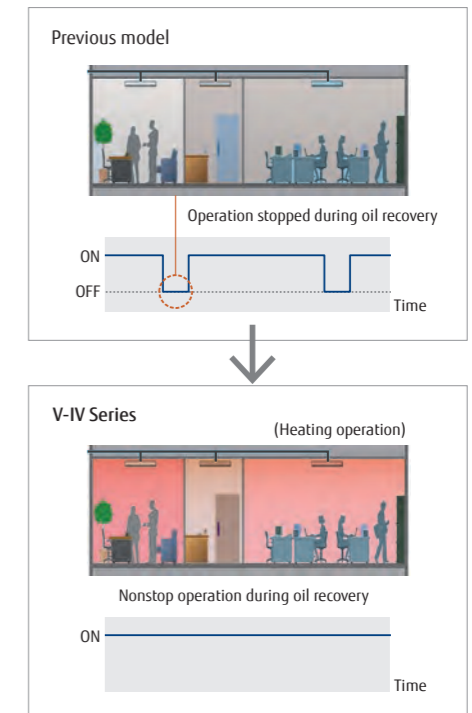 Previous model
Operation stopped during oil recovery
ON
OFF
Time
V-IV Series
(Heating operation)
Nonstop operation during oil recovery
ON
Time